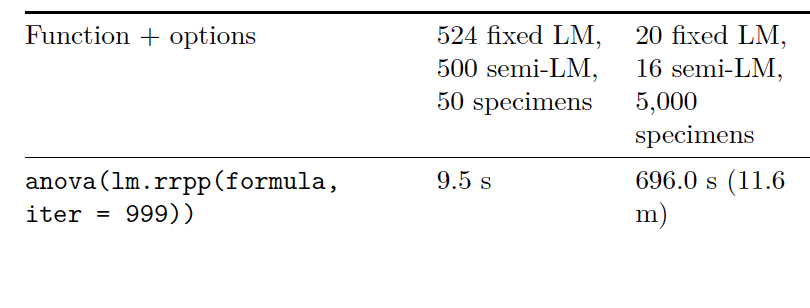 Function + options 524 fixed LM, 20 fixed LM,
500 semi-LM, 16 semi-LM,
50 specimens 5,000
specimens
anova(lm.rrpp(formula, 9.5 s 696.0 s (11.6
iter = 999)) m)